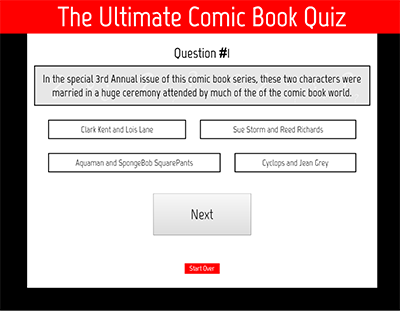 The Ultimate Comic Book Quiz
Question #1
In the special 3rd Annual issue of this comic book series, these two characters were
married in a huge ceremony attended by much of the of the comic book world.
Clark Kent and Lois Lane
Sue Storm and Reed Richards
Aquaman and SpongeBob SquarePants
Cyclops and Jean Grey
Next
Start Over